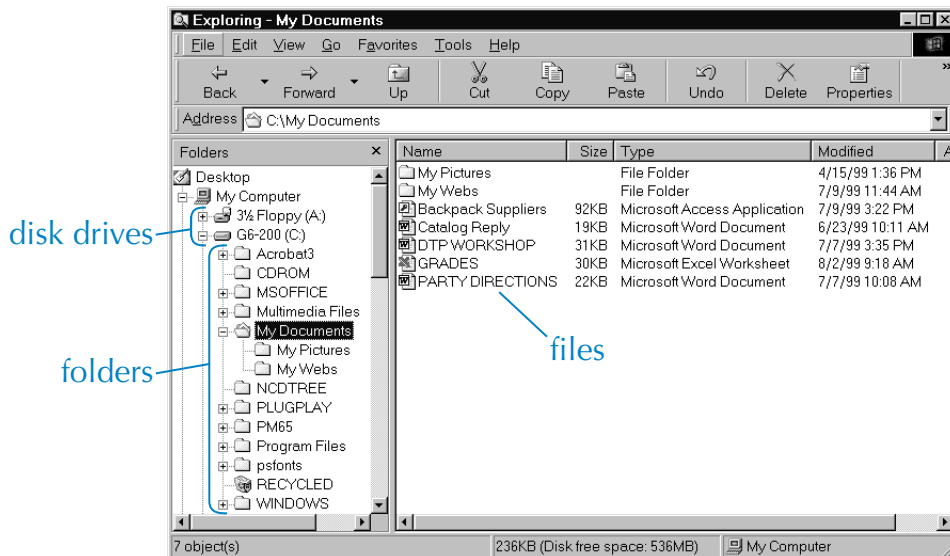 Exploring - My Documents
File Edit View Go Favorites Tools Help
Back Forward Up Cut Copy Paste Undo Delete Properties »
Address C:\My Documents
Folders ×
Desktop
My Computer
3½ Floppy (A:)
G6-200 (C:)
Acrobat3
CDROM
MSOFFICE
Multimedia Files
My Documents
My Pictures
My Webs
NCDTREE
PLUGPLAY
PM65
Program Files
psfonts
RECYCLED
WINDOWS
disk drives
folders
Name Size Type Modified A
My Pictures File Folder 4/15/99 1:36 PM
My Webs File Folder 7/9/99 11:44 AM
Backpack Suppliers 92KB Microsoft Access Application 7/9/99 3:22 PM
Catalog Reply 19KB Microsoft Word Document 6/23/99 10:11 AM
DTP WORKSHOP 31KB Microsoft Word Document 7/7/99 3:35 PM
GRADES 30KB Microsoft Excel Worksheet 8/2/99 9:18 AM
PARTY DIRECTIONS 22KB Microsoft Word Document 7/7/99 10:08 AM
files
7 object(s) 236KB (Disk free space: 536MB) My Computer